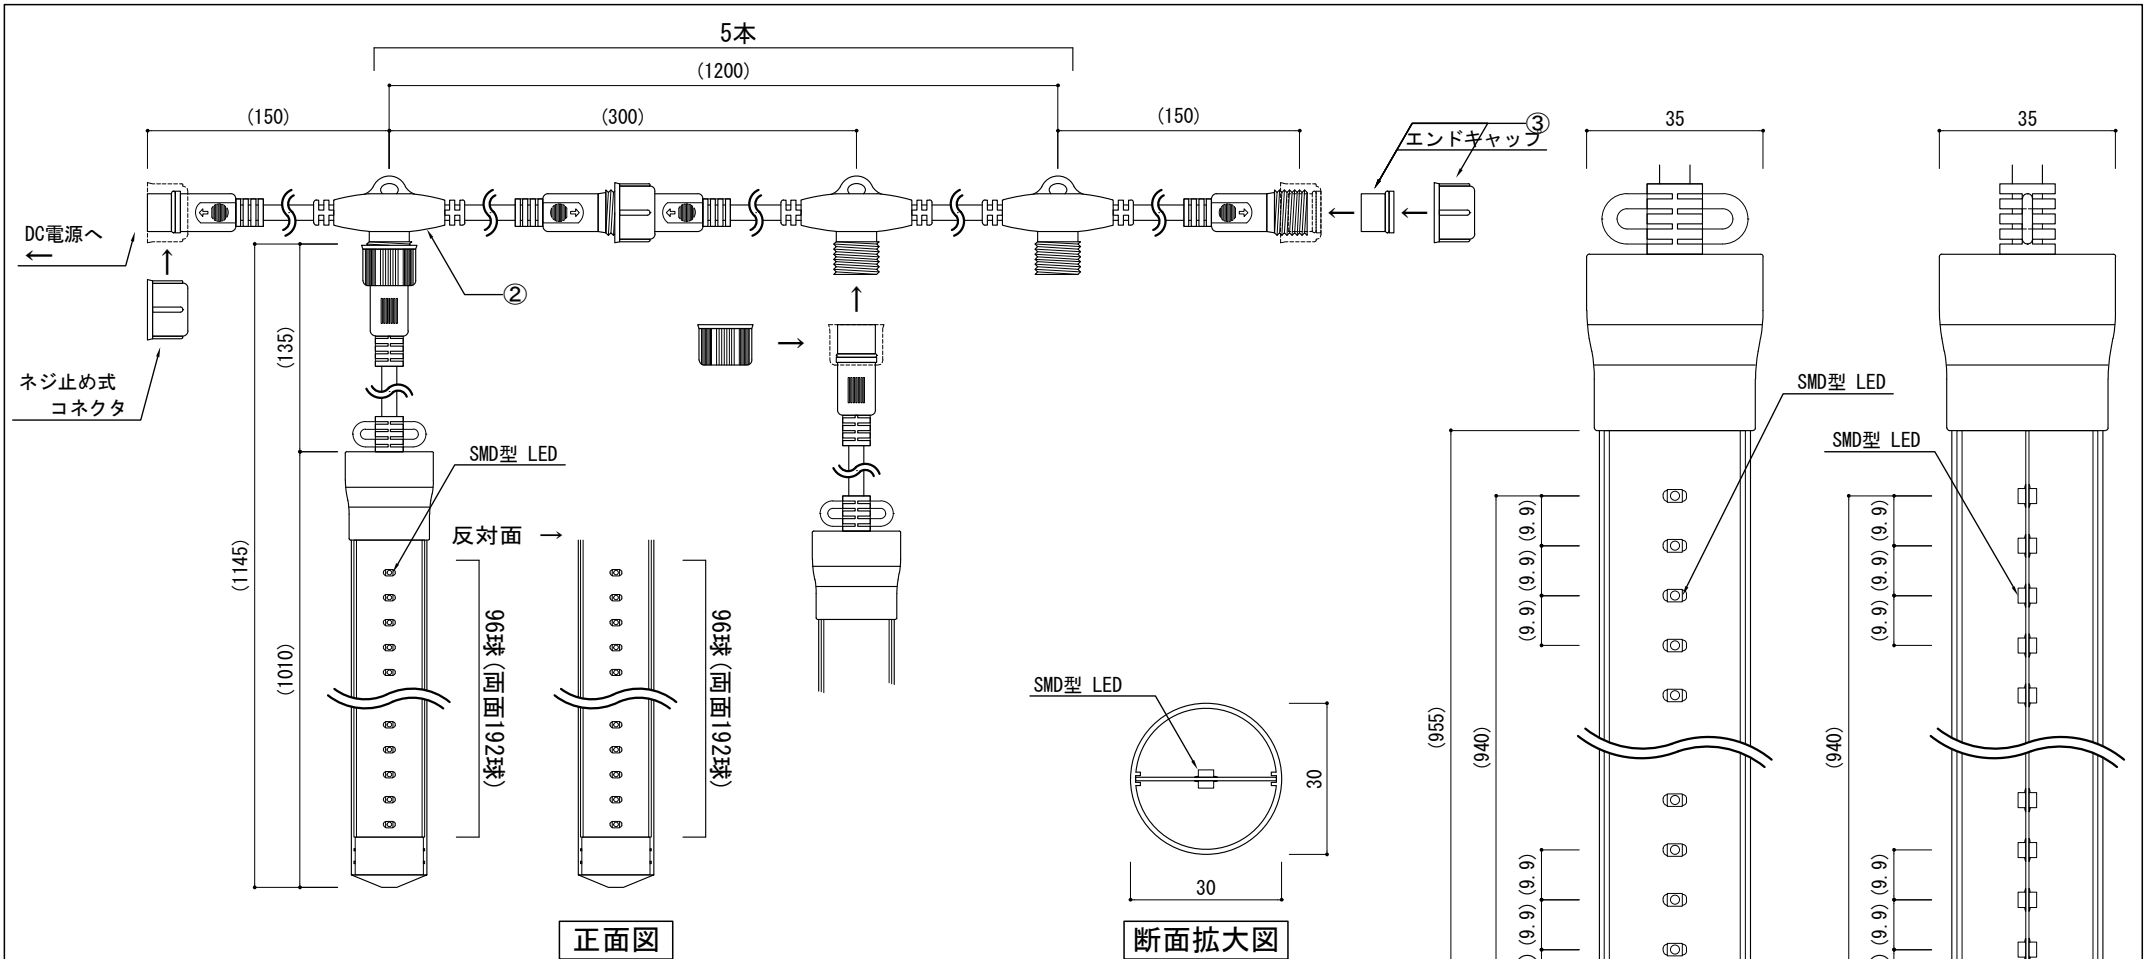 5本
(1200)
(150)
(300)
(150)
③
エンドキャップ
35
35
DC電源へ
←
②
ネジ止め式
コネクタ
(135)
SMD型 LED
反対面 →
(1145)
(1010)
96球(両面192球)
96球(両面192球)
SMD型 LED
30
30
正面図
断面拡大図
SMD型 LED
SMD型 LED
(9.9)
(9.9)
(9.9)
(9.9)
(9.9)
(9.9)
(955)
(940)
(940)
(9.9)
(9.9)
(9.9)
(9.9)